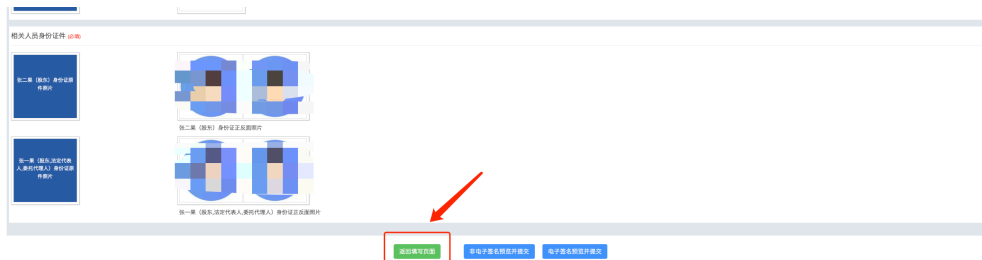 相关人员身份证件 (必填)
张二果（股东）身份证原
件照片
张二果（股东）身份证正反面照片
张一果（股东,法定代表
人,委托代理人）身份证原
件照片
张一果（股东,法定代表人,委托代理人）身份证正反面照片
返回填写页面
非电子签名预览并提交
电子签名预览并提交